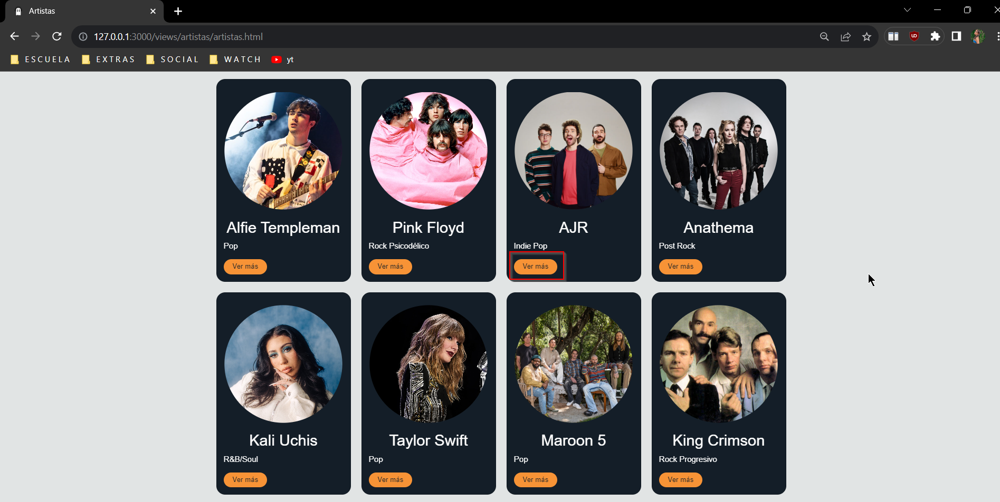 Artistas
127.0.0.1:3000/views/artistas/artistas.html
ESCUELA EXTRAS SOCIAL WATCH yt
Alfie Templeman Pink Floyd AJR Anathema
Pop Rock Psicodélico Indie Pop Post Rock
Ver más Ver más Ver más Ver más
Kali Uchis Taylor Swift Maroon 5 King Crimson
R&B/Soul Pop Pop Rock Progresivo
Ver más Ver más Ver más Ver más